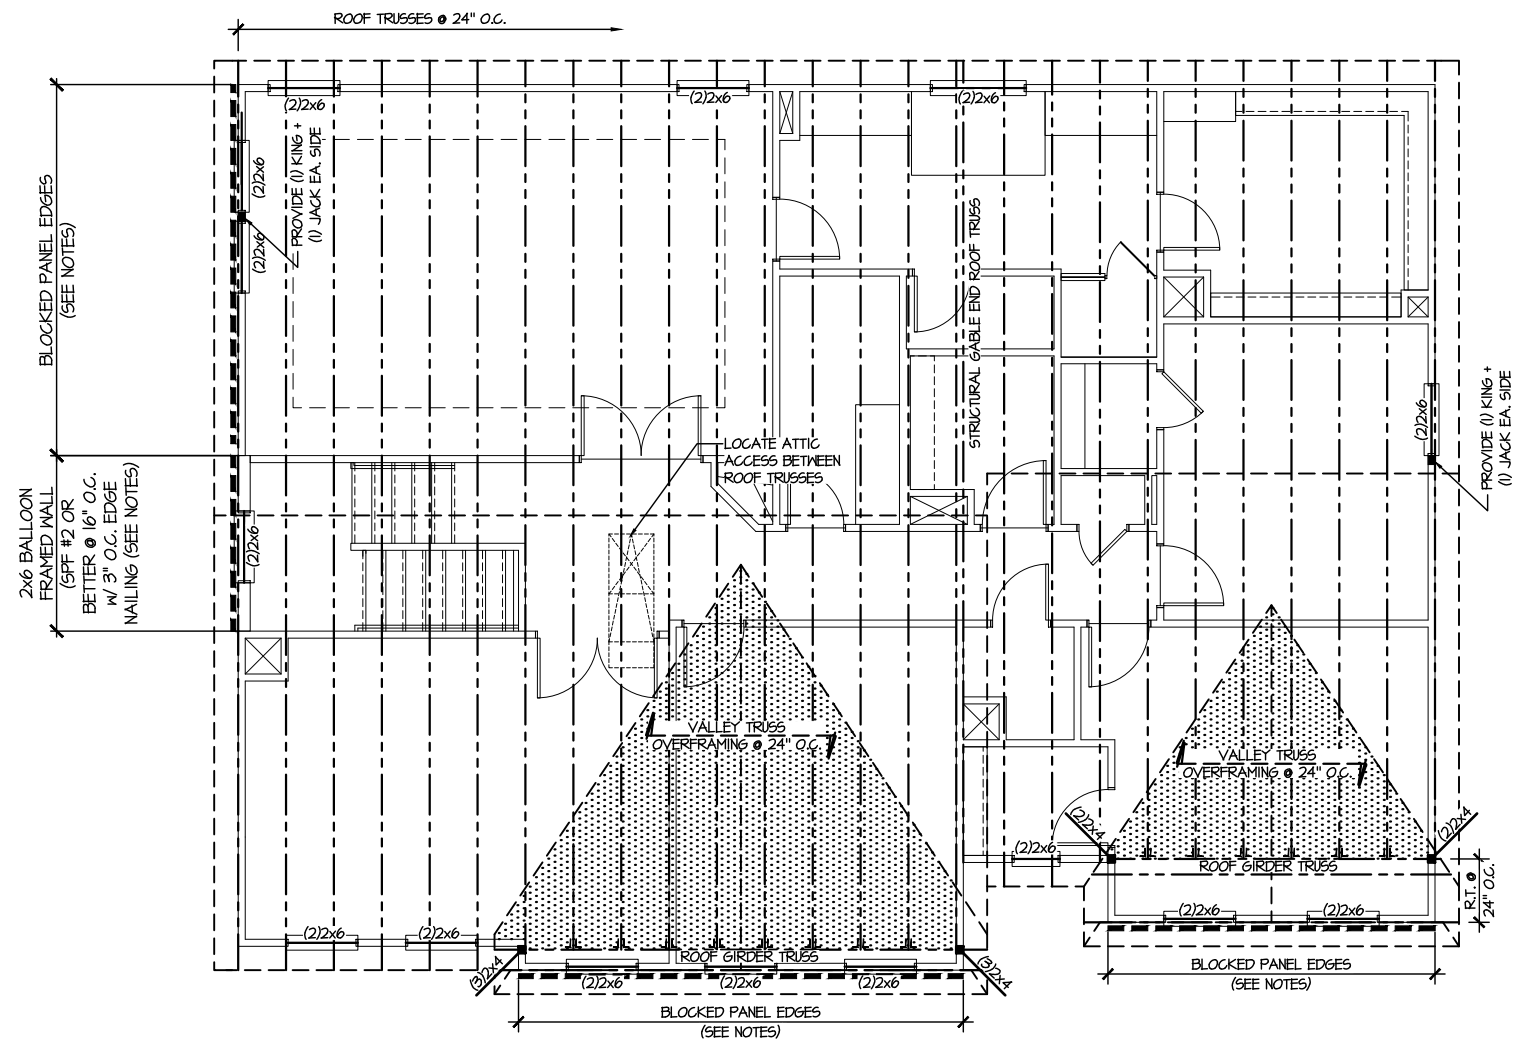 ROOF TRUSSES @ 24" O.C.
(2)2x6
(2)2x6
(2)2x6
PROVIDE (1) KING +
(1) JACK EA. SIDE
(2)2x6
(2)2x6
BLOCKED PANEL EDGES
(SEE NOTES)
STRUCTURAL GABLE END ROOF TRUSS
LOCATE ATTIC
ACCESS BETWEEN
ROOF TRUSSES
(2)2x6
PROVIDE (1) KING +
(1) JACK EA. SIDE
2x6 BALLOON
FRAMED WALL
(SPF #2 OR
BETTER @ 16" O.C.
W/ 3" O.C. EDGE
NAILING (SEE NOTES)
(2)2x6
VALLEY TRUSS
OVERFRAMING @ 24" O.C.
VALLEY TRUSS
OVERFRAMING @ 24" O.C.
(2)2x4
(2)2x4
(2)2x6
ROOF GIRDER TRUSS
R.T. @
24" O.C.
(2)2x6
(2)2x6
(2)2x6
(2)2x6
ROOF GIRDER TRUSS
(3)2x4
(3)2x4
(2)2x6
(2)2x6
(2)2x6
BLOCKED PANEL EDGES
(SEE NOTES)
BLOCKED PANEL EDGES
(SEE NOTES)